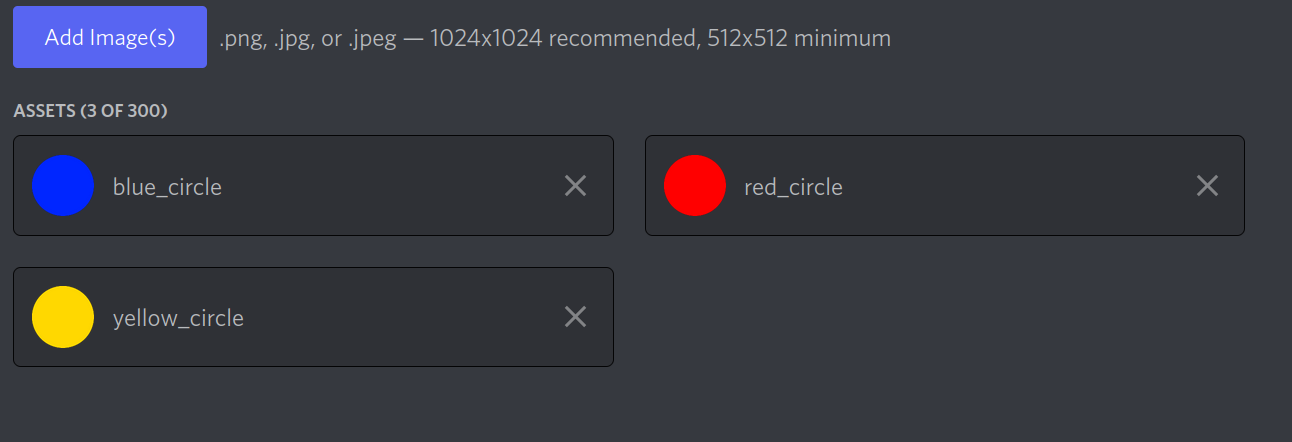 Add Image(s)
.png, .jpg, or .jpeg — 1024x1024 recommended, 512x512 minimum
ASSETS (3 OF 300)
blue_circle
red_circle
yellow_circle